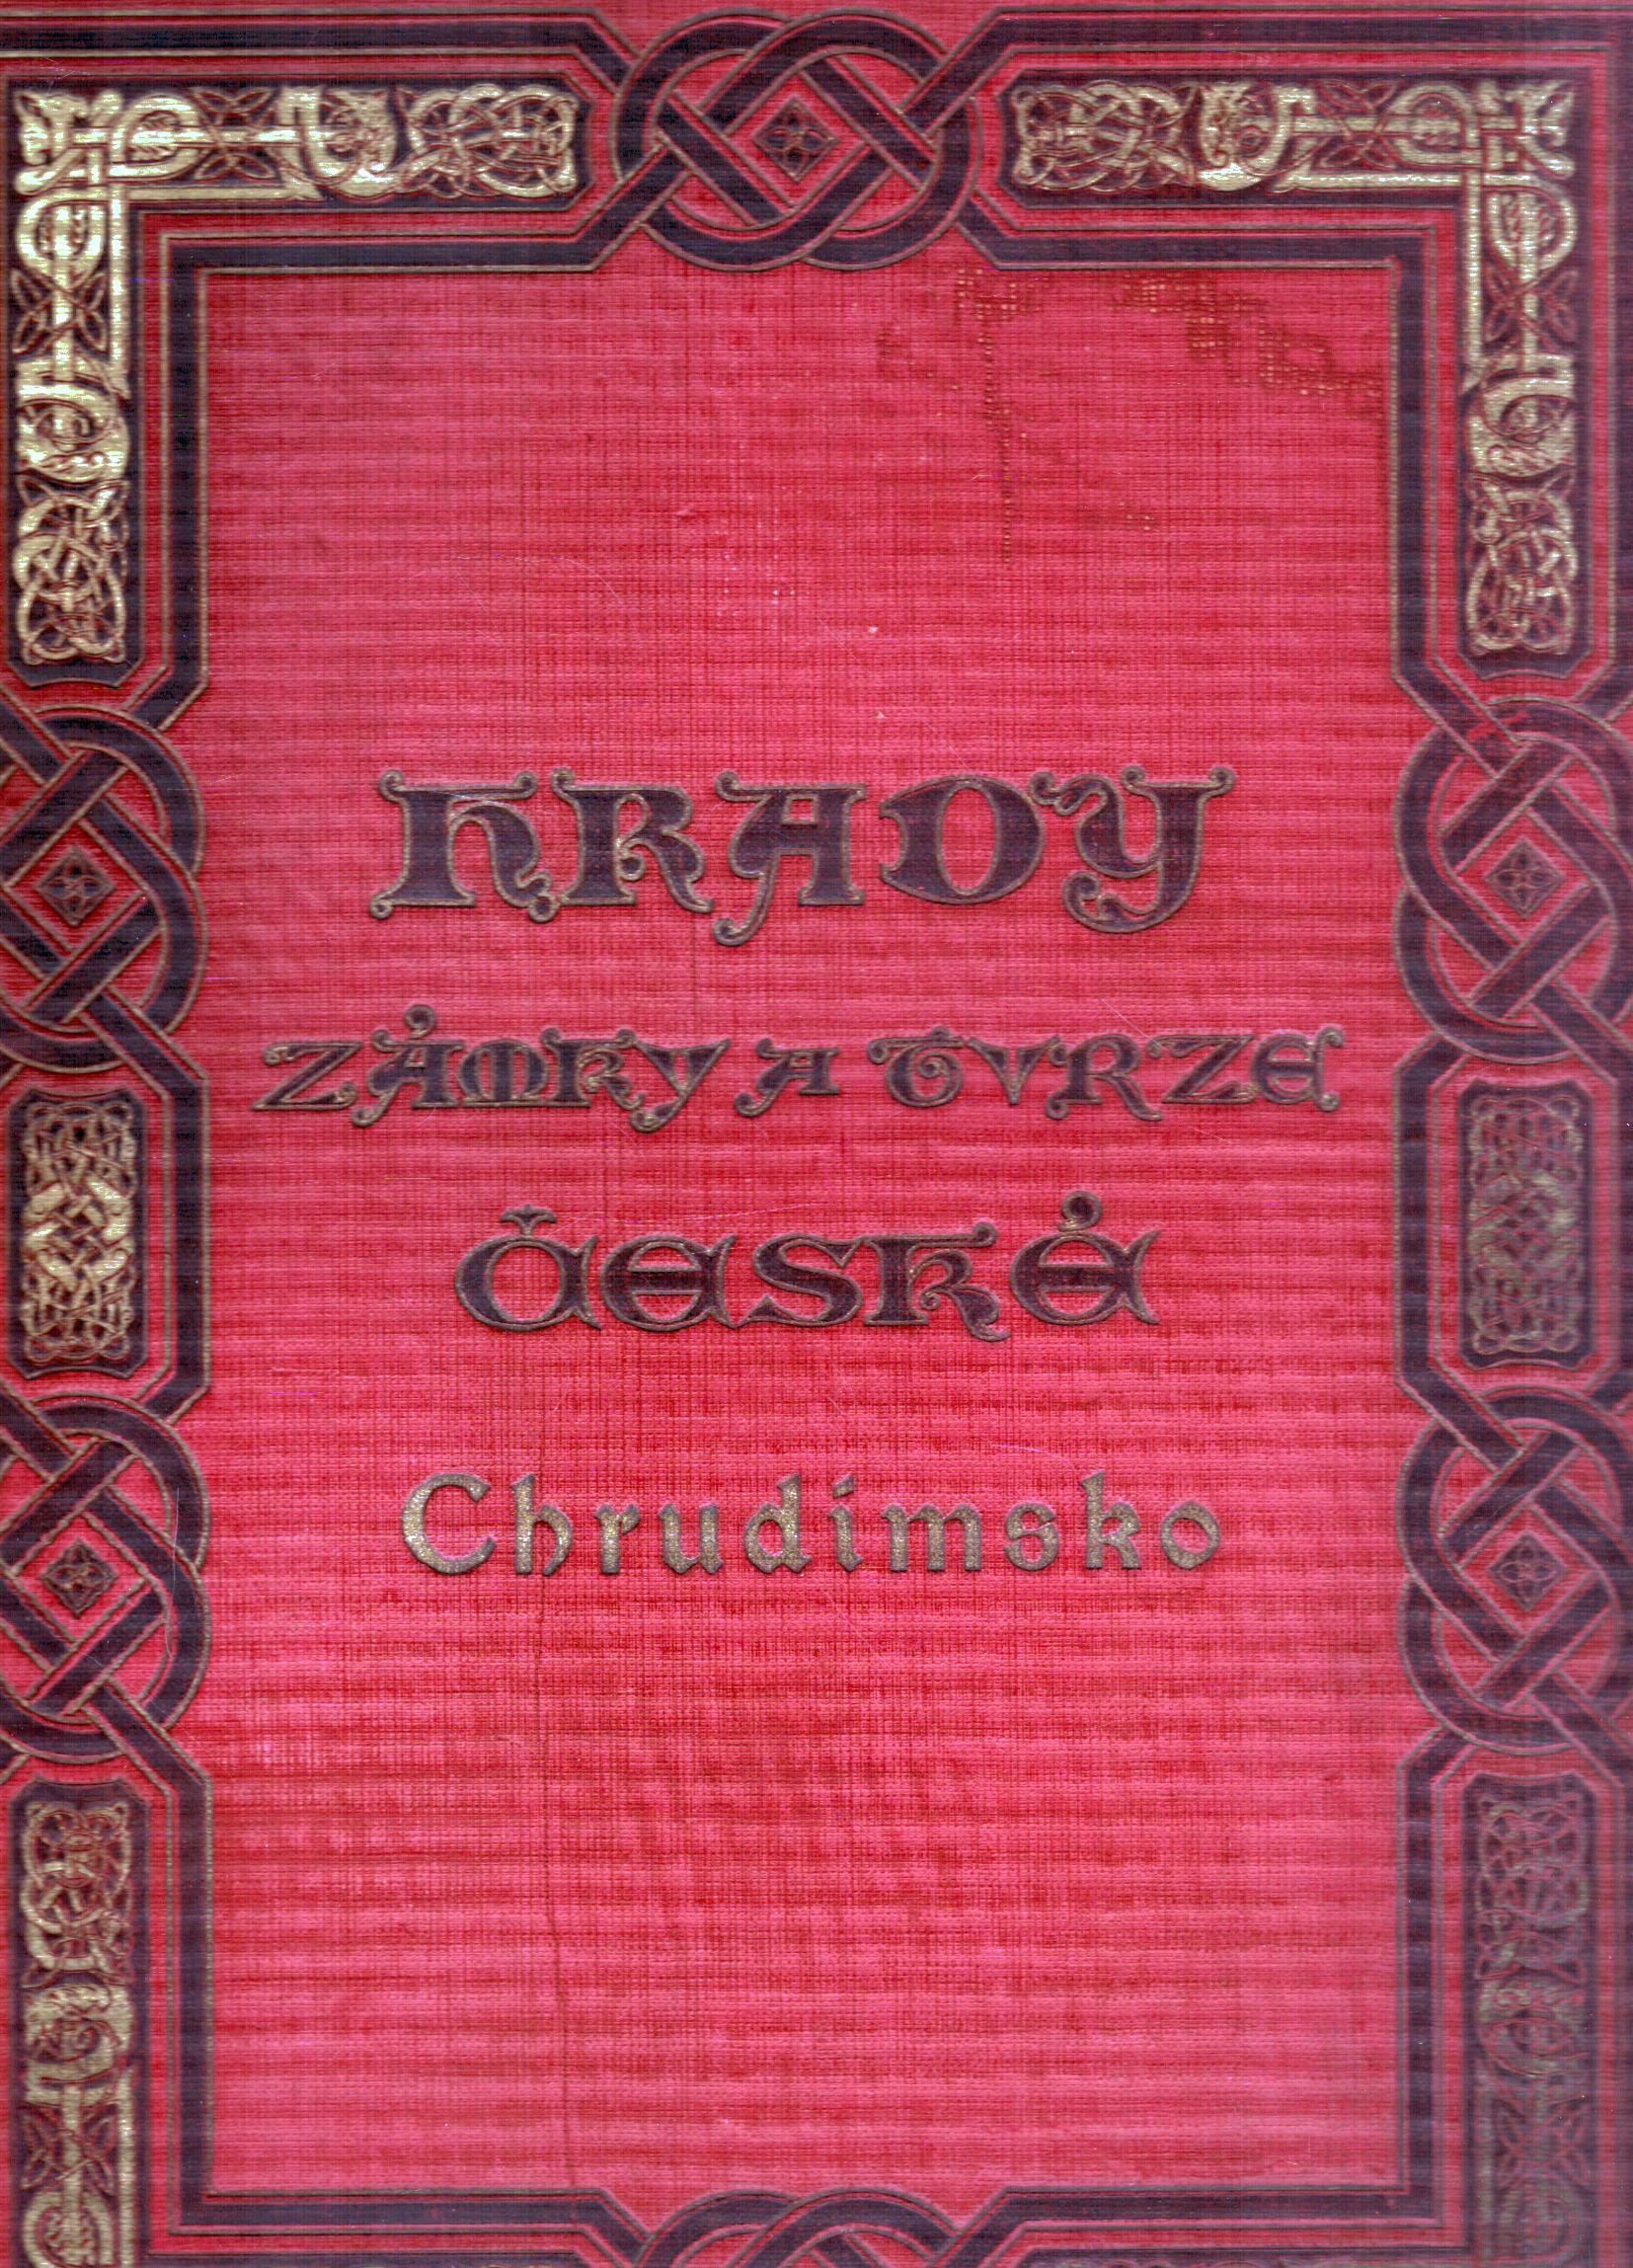 HRADY
ZÁMKY A TVRZE
ČESKÉ
Chrudimsko